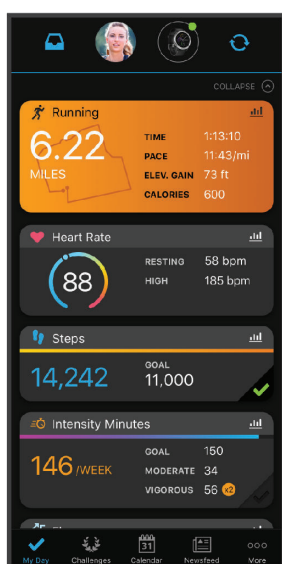 COLLAPSE
Running
6.22
MILES
TIME 1:13:10
PACE 11:43/mi
ELEV. GAIN 73 ft
CALORIES 600
Heart Rate
88
RESTING 58 bpm
HIGH 185 bpm
Steps
14,242
GOAL
11,000
Intensity Minutes
146 /WEEK
GOAL 150
MODERATE 34
VIGOROUS 56 x2
31
My Day Challenges Calendar Newsfeed More